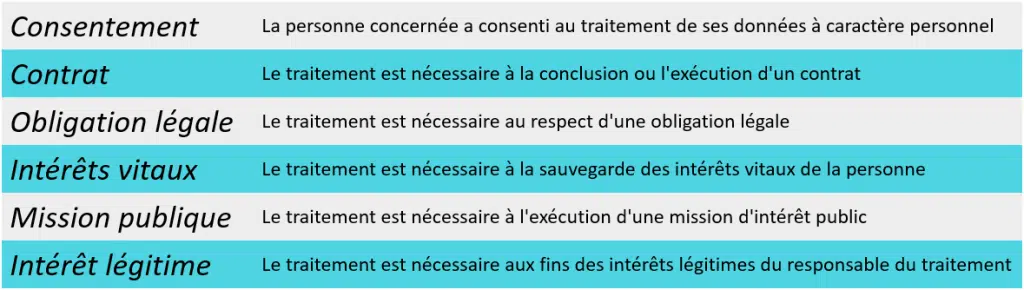 Consentement La personne concernée a consenti au traitement de ses données à caractère personnel
Contrat Le traitement est nécessaire à la conclusion ou l'exécution d'un contrat
Obligation légale Le traitement est nécessaire au respect d'une obligation légale
Intérêts vitaux Le traitement est nécessaire à la sauvegarde des intérêts vitaux de la personne
Mission publique Le traitement est nécessaire à l'exécution d'une mission d'intérêt public
Intérêt légitime Le traitement est nécessaire aux fins des intérêts légitimes du responsable du traitement